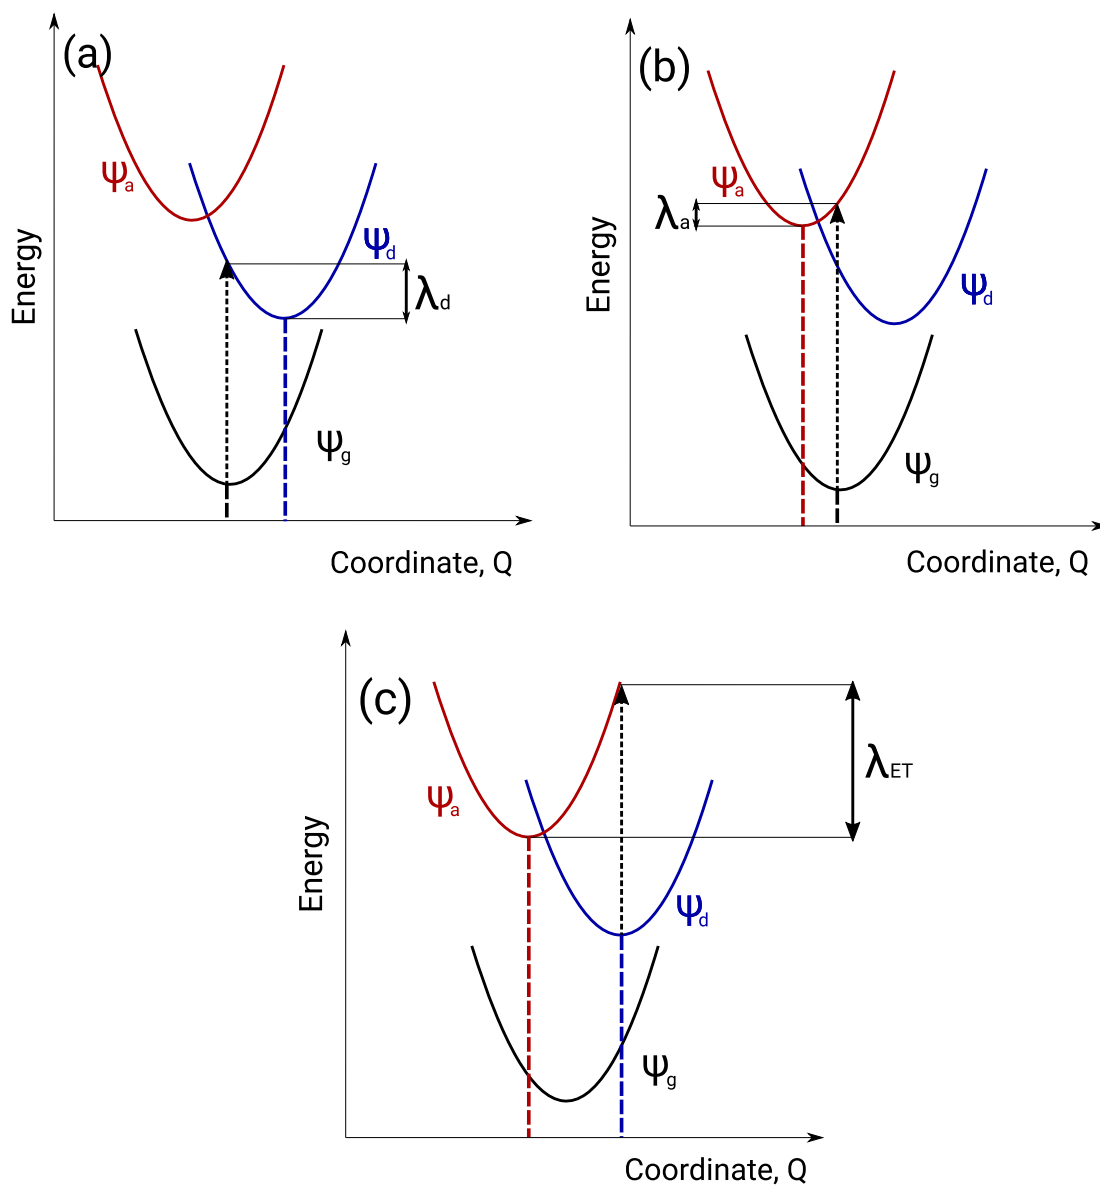 (a)
Ψa
Ψd
λd
Ψg
Energy
Coordinate, Q
(b)
Ψa
λa
Ψd
Ψg
Energy
Coordinate, Q
(c)
Ψa
λET
Ψd
Ψg
Energy
Coordinate, Q